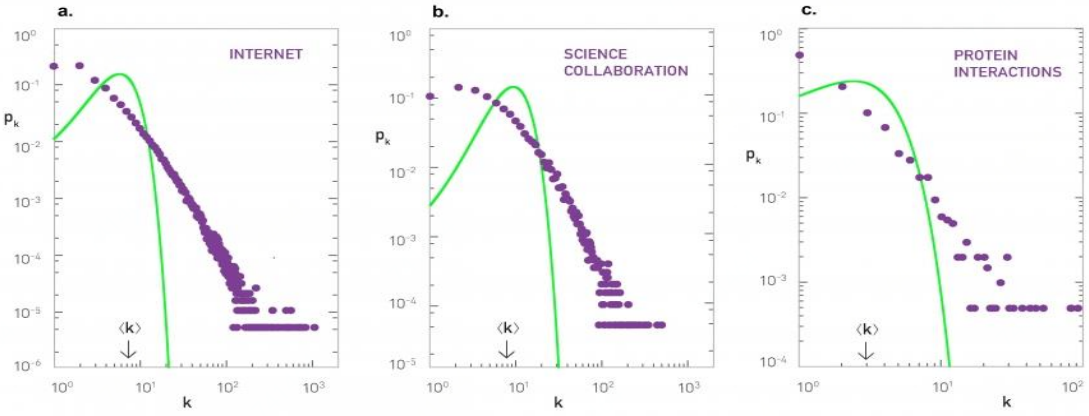 a.
INTERNET
10⁰
10⁻¹
pₖ
10⁻²
10⁻³
10⁻⁴
10⁻⁵
10⁻⁶
⟨k⟩
10⁰ 10¹ 10² 10³
k
b.
SCIENCE
COLLABORATION
10⁰
10⁻¹
pₖ
10⁻²
10⁻³
10⁻⁴
10⁻⁵
⟨k⟩
10⁰ 10¹ 10² 10³
k
c.
PROTEIN
INTERACTIONS
10⁰
10⁻¹
pₖ
10⁻²
10⁻³
10⁻⁴
⟨k⟩
10⁰ 10¹ 10²
k